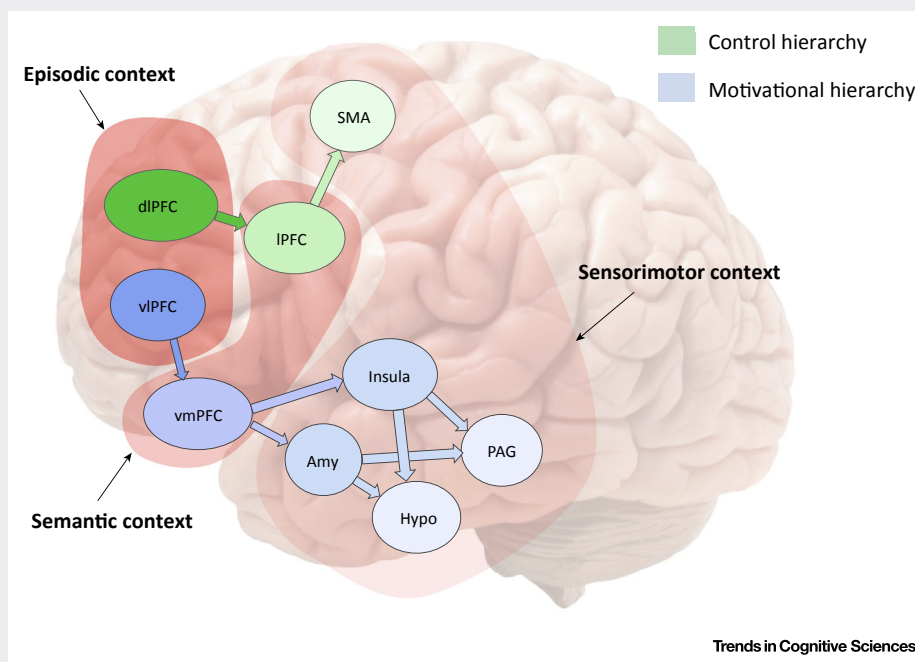 Control hierarchy
Motivational hierarchy
Episodic context
SMA
dlPFC
lPFC
Sensorimotor context
vlPFC
Insula
vmPFC
Amy
PAG
Hypo
Semantic context
Trends in Cognitive Sciences